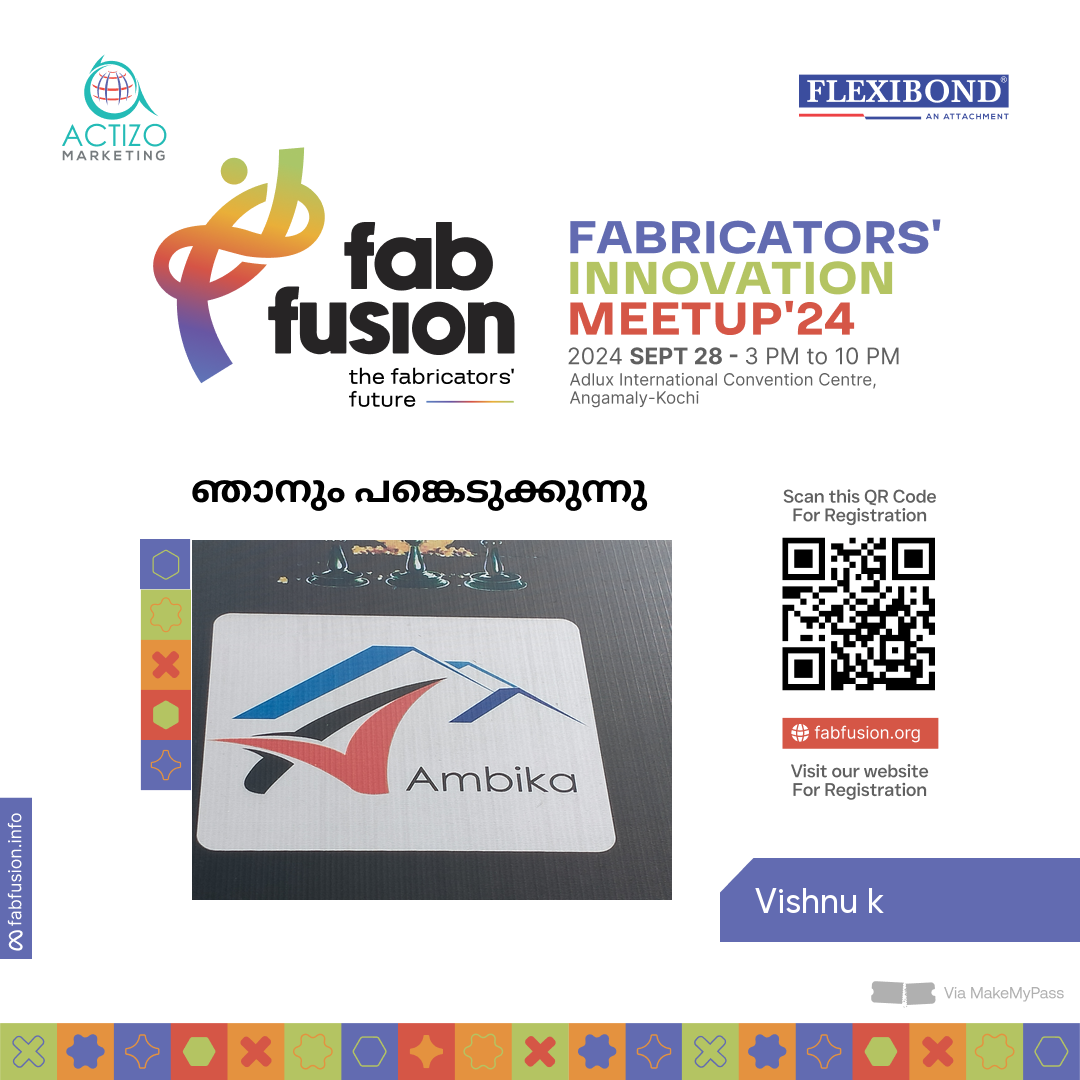 ACTIZO
MARKETING
FLEXIBOND®
AN ATTACHMENT
fab
fusion
the fabricators'
future
FABRICATORS'
INNOVATION
MEETUP'24
2024 SEPT 28 - 3 PM to 10 PM
Adlux International Convention Centre,
Angamaly-Kochi
ഞാനും പങ്കെടുക്കുന്നു
Scan this QR Code
For Registration
Ambika
fabfusion.org
Visit our website
For Registration
fabfusion.info
Vishnu k
Via MakeMyPass